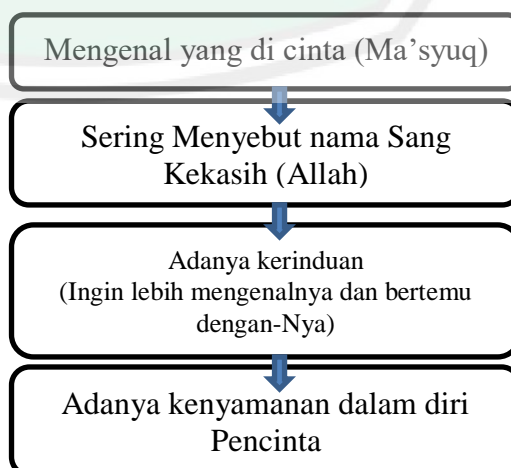 Mengenal yang di cinta (Ma’syuq)
Sering Menyebut nama Sang
Kekasih (Allah)
Adanya kerinduan
(Ingin lebih mengenalnya dan bertemu
dengan-Nya)
Adanya kenyamanan dalam diri
Pencinta